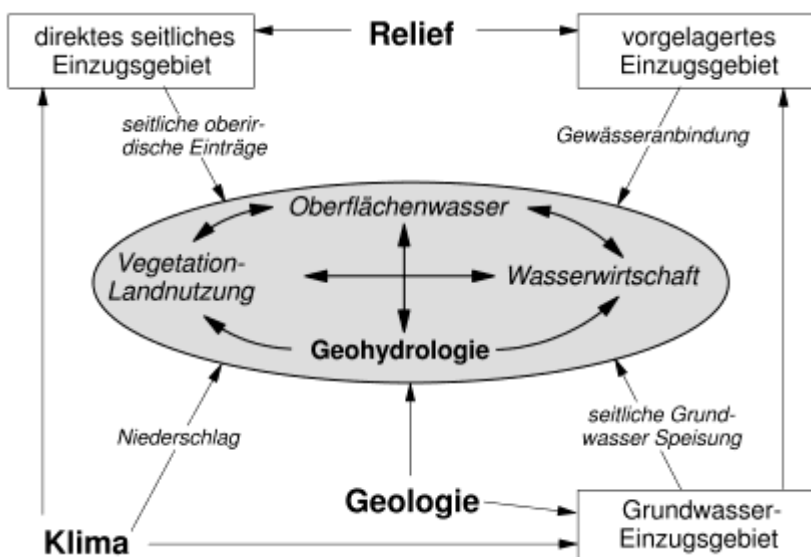 direktes seitliches
Einzugsgebiet
Relief
vorgelagertes
Einzugsgebiet
seitliche oberir-
dische Einträge
Gewässeranbindung
Oberflächenwasser
Vegetation-
Landnutzung
Wasserwirtschaft
Geohydrologie
Niederschlag
seitliche Grund-
wasser Speisung
Geologie
Klima
Grundwasser-
Einzugsgebiet